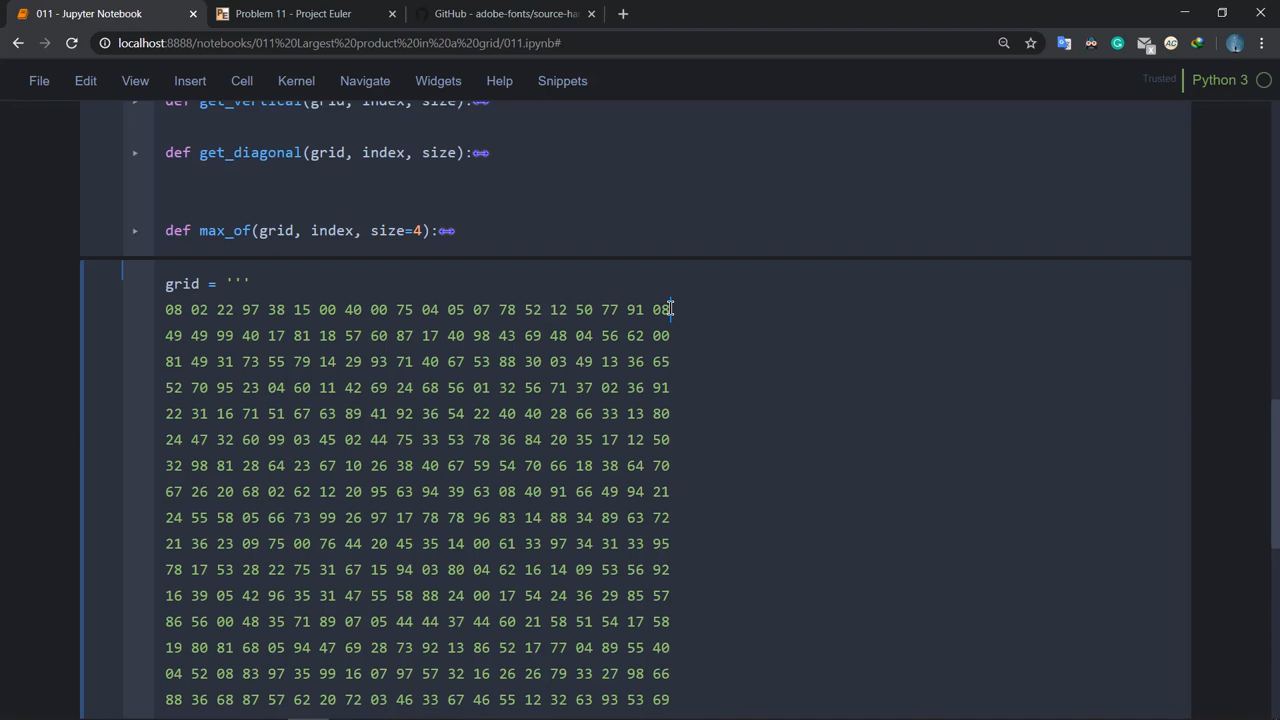 011 - Jupyter Notebook
Problem 11 - Project Euler
GitHub - adobe-fonts/source-har
localhost:8888/notebooks/011%20Largest%20product%20in%20a%20grid/011.ipynb#
File Edit View Insert Cell Kernel Navigate Widgets Help Snippets Trusted Python 3
def get_vertical(grid, index, size):
def get_diagonal(grid, index, size):
def max_of(grid, index, size=4):
grid = '''
08 02 22 97 38 15 00 40 00 75 04 05 07 78 52 12 50 77 91 08
49 49 99 40 17 81 18 57 60 87 17 40 98 43 69 48 04 56 62 00
81 49 31 73 55 79 14 29 93 71 40 67 53 88 30 03 49 13 36 65
52 70 95 23 04 60 11 42 69 24 68 56 01 32 56 71 37 02 36 91
22 31 16 71 51 67 63 89 41 92 36 54 22 40 40 28 66 33 13 80
24 47 32 60 99 03 45 02 44 75 33 53 78 36 84 20 35 17 12 50
32 98 81 28 64 23 67 10 26 38 40 67 59 54 70 66 18 38 64 70
67 26 20 68 02 62 12 20 95 63 94 39 63 08 40 91 66 49 94 21
24 55 58 05 66 73 99 26 97 17 78 78 96 83 14 88 34 89 63 72
21 36 23 09 75 00 76 44 20 45 35 14 00 61 33 97 34 31 33 95
78 17 53 28 22 75 31 67 15 94 03 80 04 62 16 14 09 53 56 92
16 39 05 42 96 35 31 47 55 58 88 24 00 17 54 24 36 29 85 57
86 56 00 48 35 71 89 07 05 44 44 37 44 60 21 58 51 54 17 58
19 80 81 68 05 94 47 69 28 73 92 13 86 52 17 77 04 89 55 40
04 52 08 83 97 35 99 16 07 97 57 32 16 26 26 79 33 27 98 66
88 36 68 87 57 62 20 72 03 46 33 67 46 55 12 32 63 93 53 69